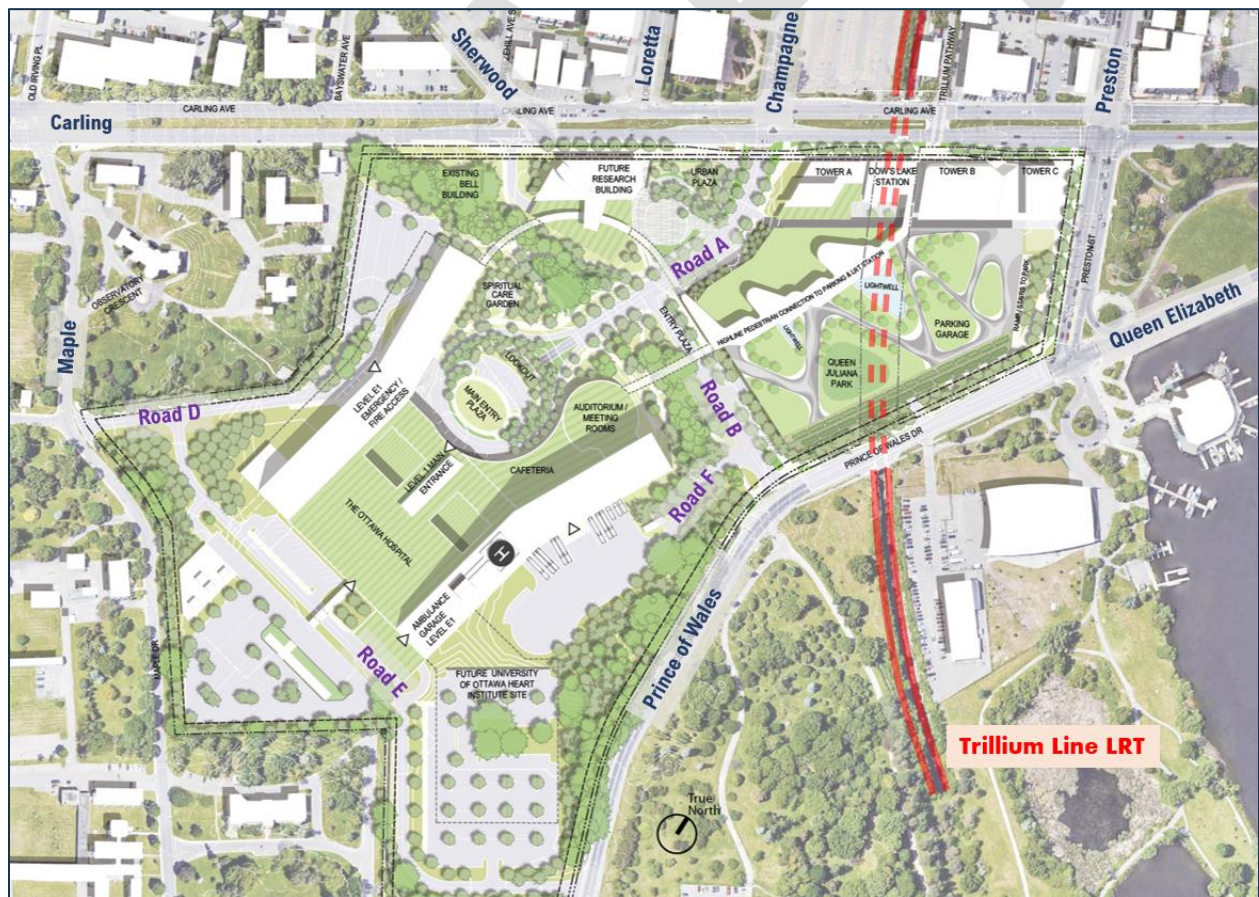 OLD IRVING PL
BAYSWATER AVE
Sherwood
Loretta
Champagne
TRILLIUM PATHWAY
Preston
CARLING AVE
CARLING AVE
CARLING AVE
Carling
EXISTING
BELL
BUILDING
FUTURE
RESEARCH
BUILDING
URBAN
PLAZA
TOWER A
DOW'S LAKE
STATION
TOWER B
TOWER C
Road A
OBSERVATORY
CRESCENT
SPIRITUAL
CARE
GARDEN
ENTRY PLAZA
HIGHLINE PEDESTRIAN CONNECTION TO PARKING & LRT STATION
LIGHTWELL
LIGHTWELL
PARKING
GARAGE
RAMP / STAIRS TO PARK
PRESTON ST
Queen Elizabeth
Maple
LOOKOUT
QUEEN
JULIANA
PARK
LEVEL E1
EMERGENCY /
FIRE ACCESS
MAIN ENTRY
PLAZA
AUDITORIUM /
MEETING
ROOMS
Road B
Road D
PRINCE OF WALES DR
LEVEL 1 MAIN
ENTRANCE
CAFETERIA
Road F
THE OTTAWA HOSPITAL
H
AMBULANCE
GARAGE
LEVEL E1
Road E
MAPLE DR
FUTURE UNIVERSITY
OF OTTAWA HEART
INSTITUTE SITE
Prince of Wales
Trillium Line LRT
True
North